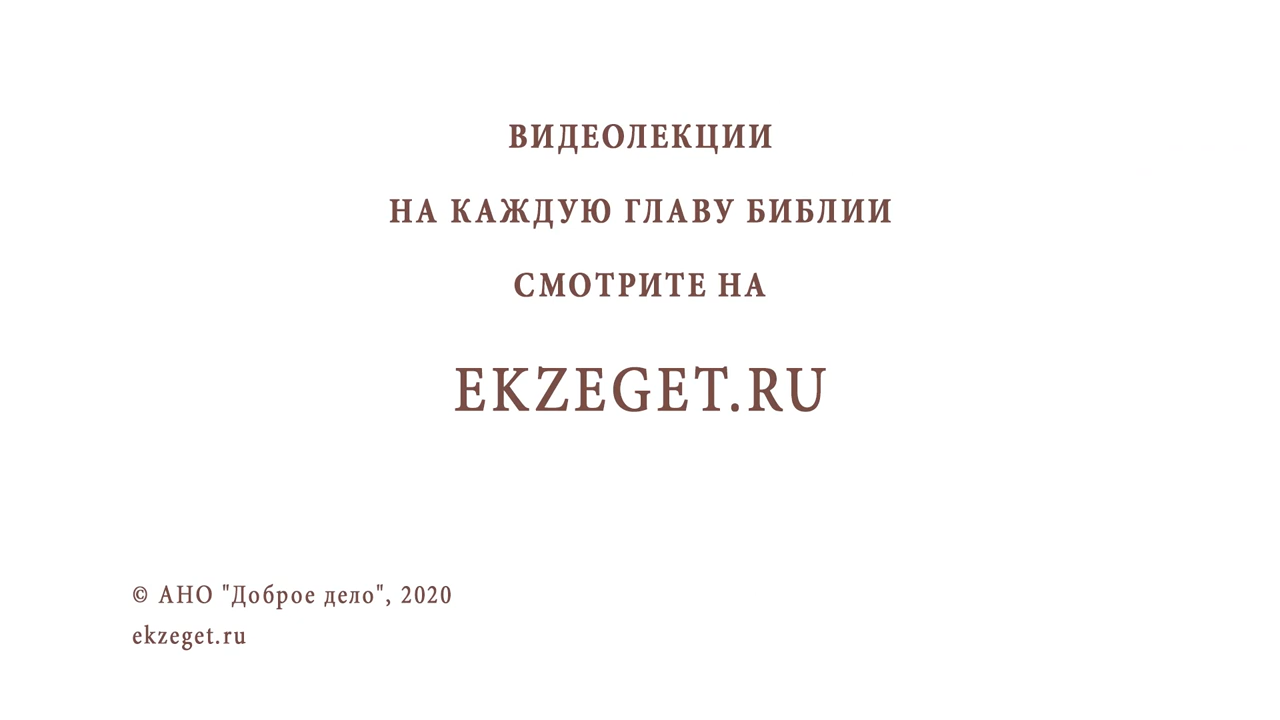 ВИДЕОЛЕКЦИИ
НА КАЖДУЮ ГЛАВУ БИБЛИИ
СМОТРИТЕ НА
EKZEGET.RU
© АНО "Доброе дело", 2020
ekzeget.ru